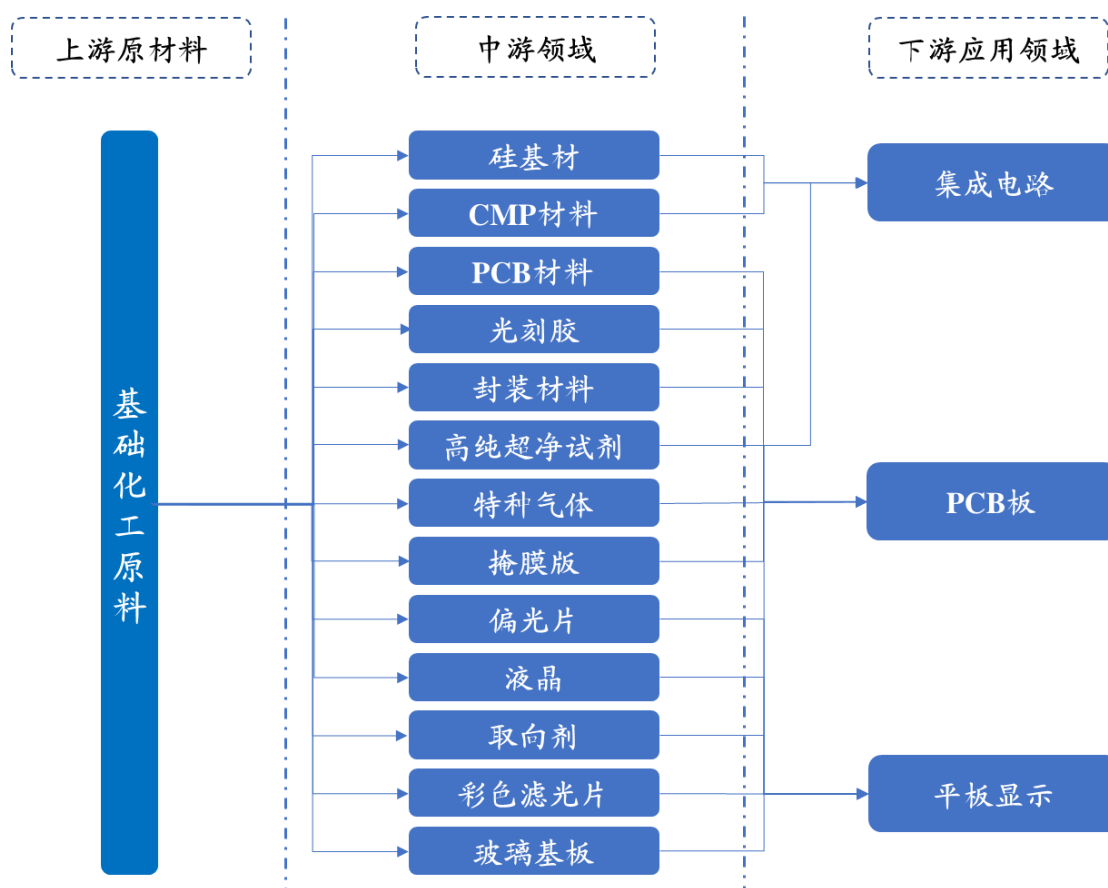 上游原材料
中游领域
下游应用领域
基础化工原料
硅基材
CMP材料
PCB材料
光刻胶
封装材料
高纯超净试剂
特种气体
掩膜版
偏光片
液晶
取向剂
彩色滤光片
玻璃基板
集成电路
PCB板
平板显示